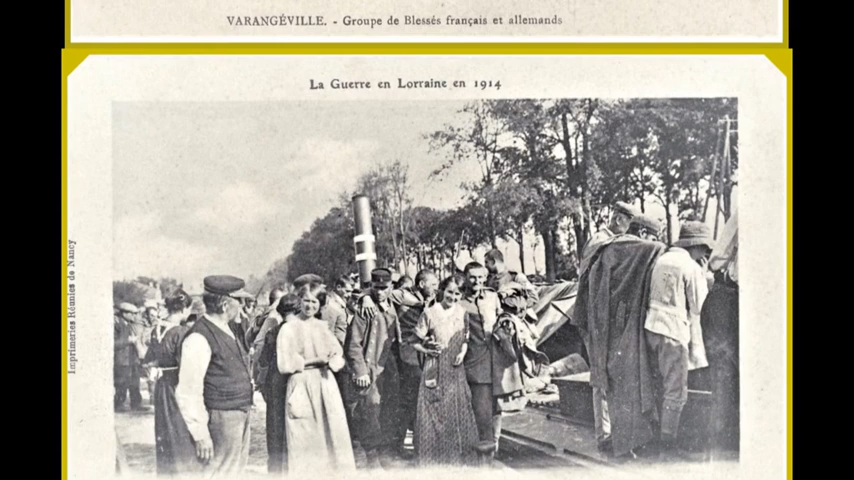 VARANGÉVILLE. - Groupe de Blessés français et allemands
La Guerre en Lorraine en 1914
Imprimeries Réunies de Nancy